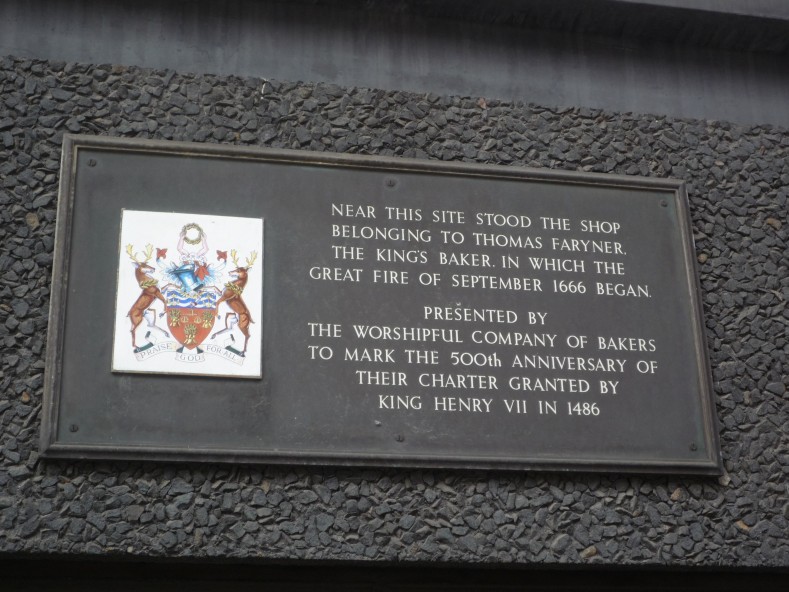 NEAR THIS SITE STOOD THE SHOP
BELONGING TO THOMAS FARYNER,
THE KING'S BAKER, IN WHICH THE
GREAT FIRE OF SEPTEMBER 1666 BEGAN.
PRESENTED BY
THE WORSHIPFUL COMPANY OF BAKERS
TO MARK THE 500th ANNIVERSARY OF
THEIR CHARTER GRANTED BY
KING HENRY VII IN 1486
PRAISE GOD FOR ALL